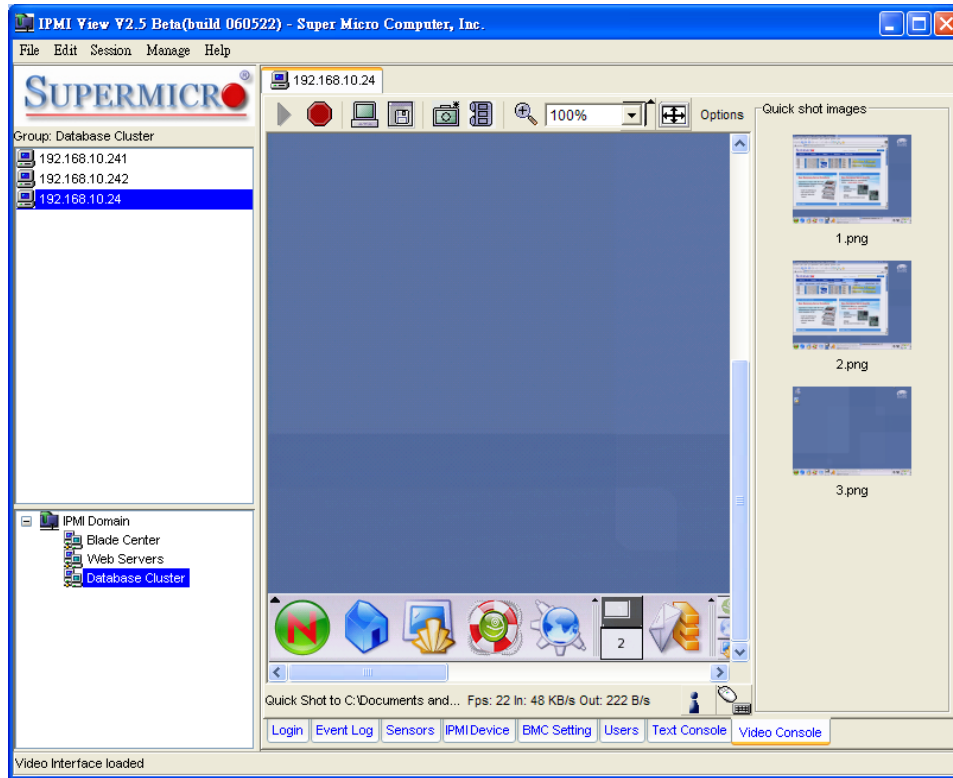 IPMI View V2.5 Beta(build 060522) - Super Micro Computer, Inc.
File Edit Session Manage Help
SUPERMICRO®
192.168.10.24
100%
Options
Quick shot images
Group: Database Cluster
192.168.10.241
192.168.10.242
192.168.10.24
1.png
2.png
3.png
IPMI Domain
Blade Center
Web Servers
Database Cluster
N
2
Quick Shot to C:\Documents and... Fps: 22 In: 48 KB/s Out: 222 B/s
Login Event Log Sensors IPMI Device BMC Setting Users Text Console Video Console
Video Interface loaded